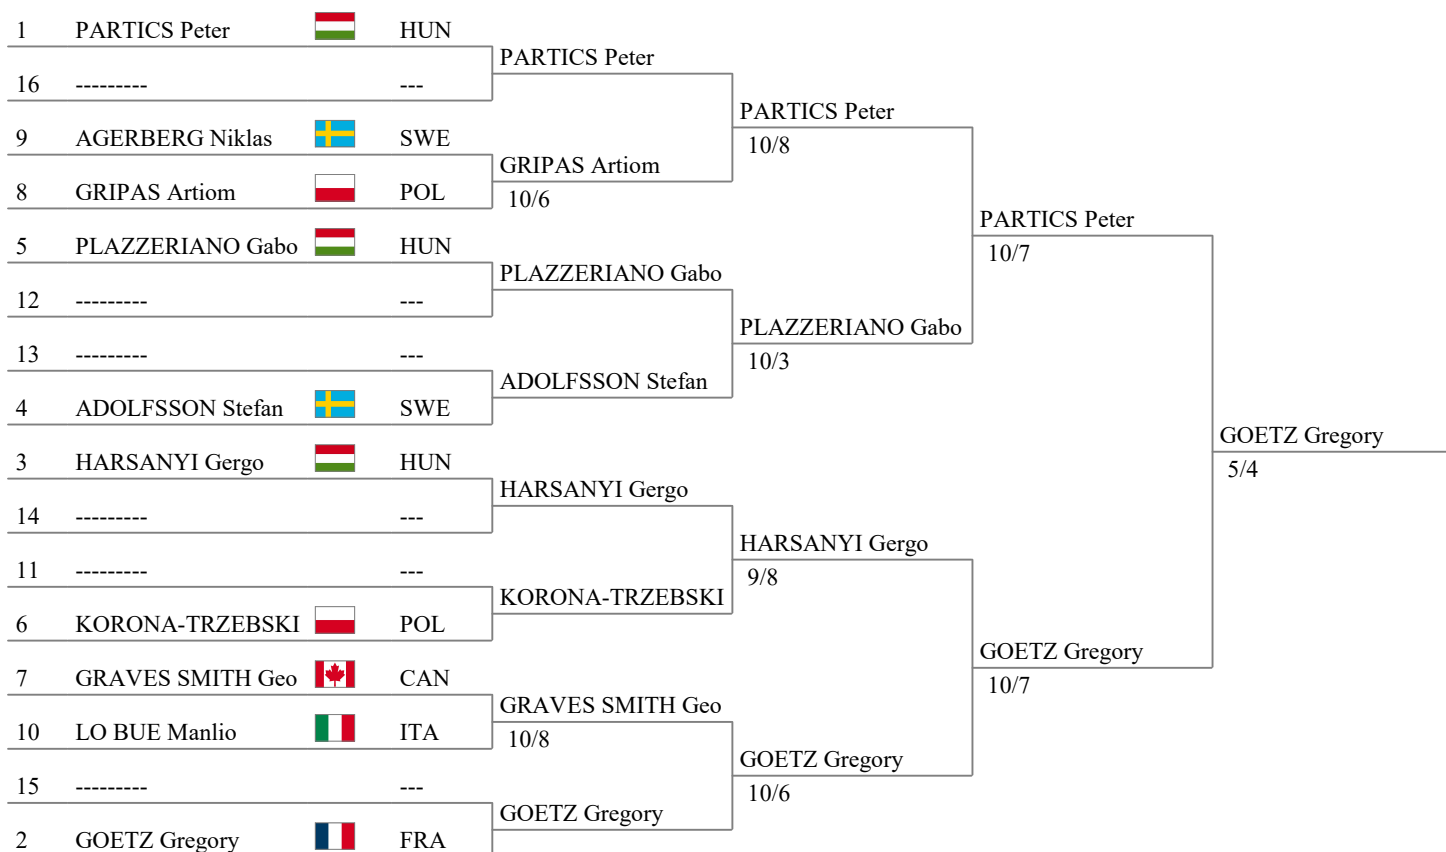 1 PARTICS Peter HUN
PARTICS Peter
16 --------- ---
PARTICS Peter
10/8
9 AGERBERG Niklas SWE
GRIPAS Artiom
10/6
8 GRIPAS Artiom POL
PARTICS Peter
10/7
5 PLAZZERIANO Gabo HUN
PLAZZERIANO Gabo
12 --------- ---
PLAZZERIANO Gabo
10/3
13 --------- ---
ADOLFSSON Stefan
4 ADOLFSSON Stefan SWE
GOETZ Gregory
5/4
3 HARSANYI Gergo HUN
HARSANYI Gergo
14 --------- ---
HARSANYI Gergo
9/8
11 --------- ---
KORONA-TRZEBSKI
6 KORONA-TRZEBSKI POL
GOETZ Gregory
10/7
7 GRAVES SMITH Geo CAN
GRAVES SMITH Geo
10/8
10 LO BUE Manlio ITA
GOETZ Gregory
10/6
15 --------- ---
GOETZ Gregory
2 GOETZ Gregory FRA